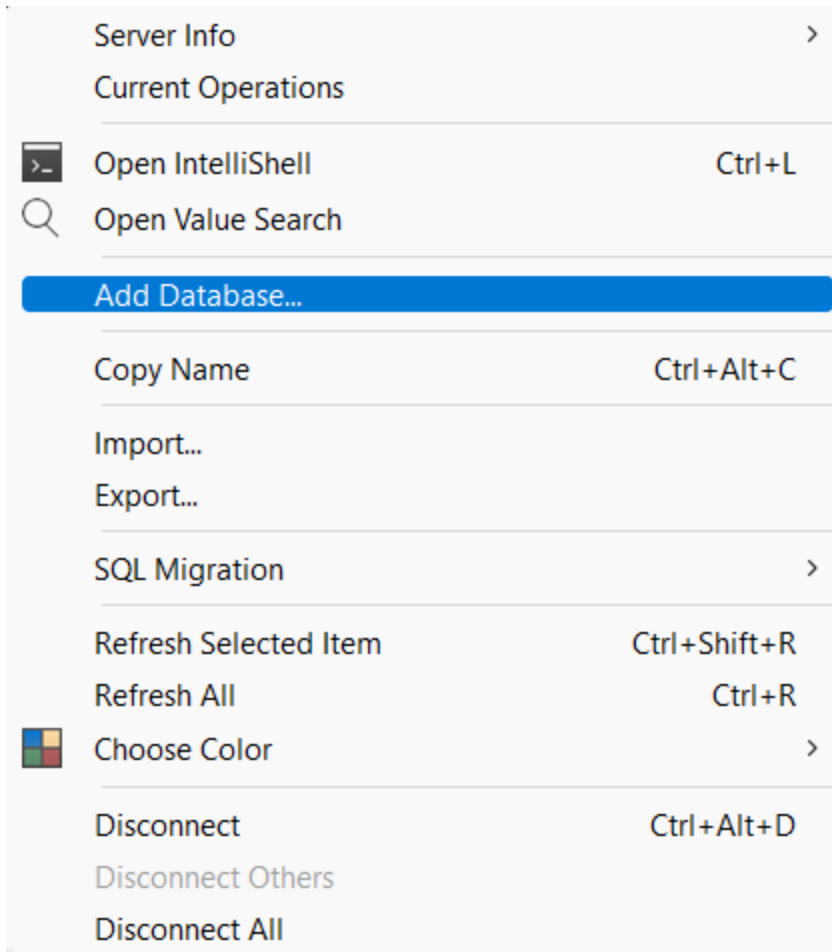 Server Info
Current Operations
Open IntelliShell Ctrl+L
Open Value Search
Add Database...
Copy Name Ctrl+Alt+C
Import...
Export...
SQL Migration
Refresh Selected Item Ctrl+Shift+R
Refresh All Ctrl+R
Choose Color
Disconnect Ctrl+Alt+D
Disconnect Others
Disconnect All